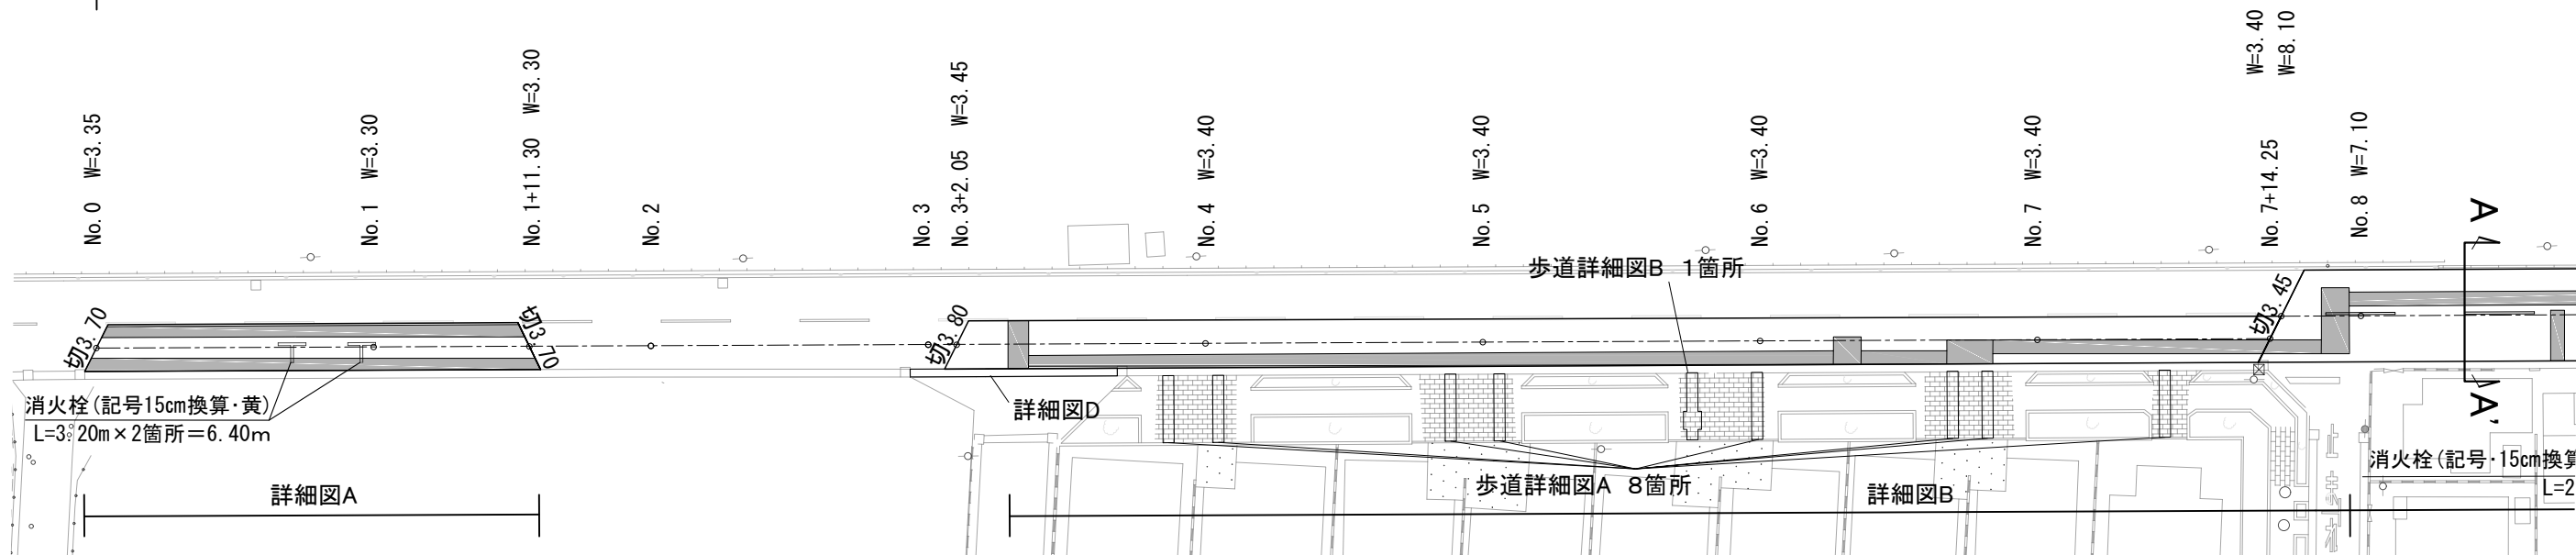 No.0 W=3.35
No.1 W=3.30
No.1+11.30 W=3.30
No.2
No.3
No.3+2.05 W=3.45
No.4 W=3.40
No.5 W=3.40
No.6 W=3.40
No.7 W=3.40
No.7+14.25
W=3.40
W=8.10
No.8 W=7.10
A
A'
歩道詳細図B 1箇所
切3.70
切3.70
切3.80
切3.45
消火栓(記号15cm換算・黄)
L=3.20m×2箇所=6.40m
詳細図D
詳細図A
歩道詳細図A 8箇所
詳細図B
消火栓(記号・15cm換算
L=2